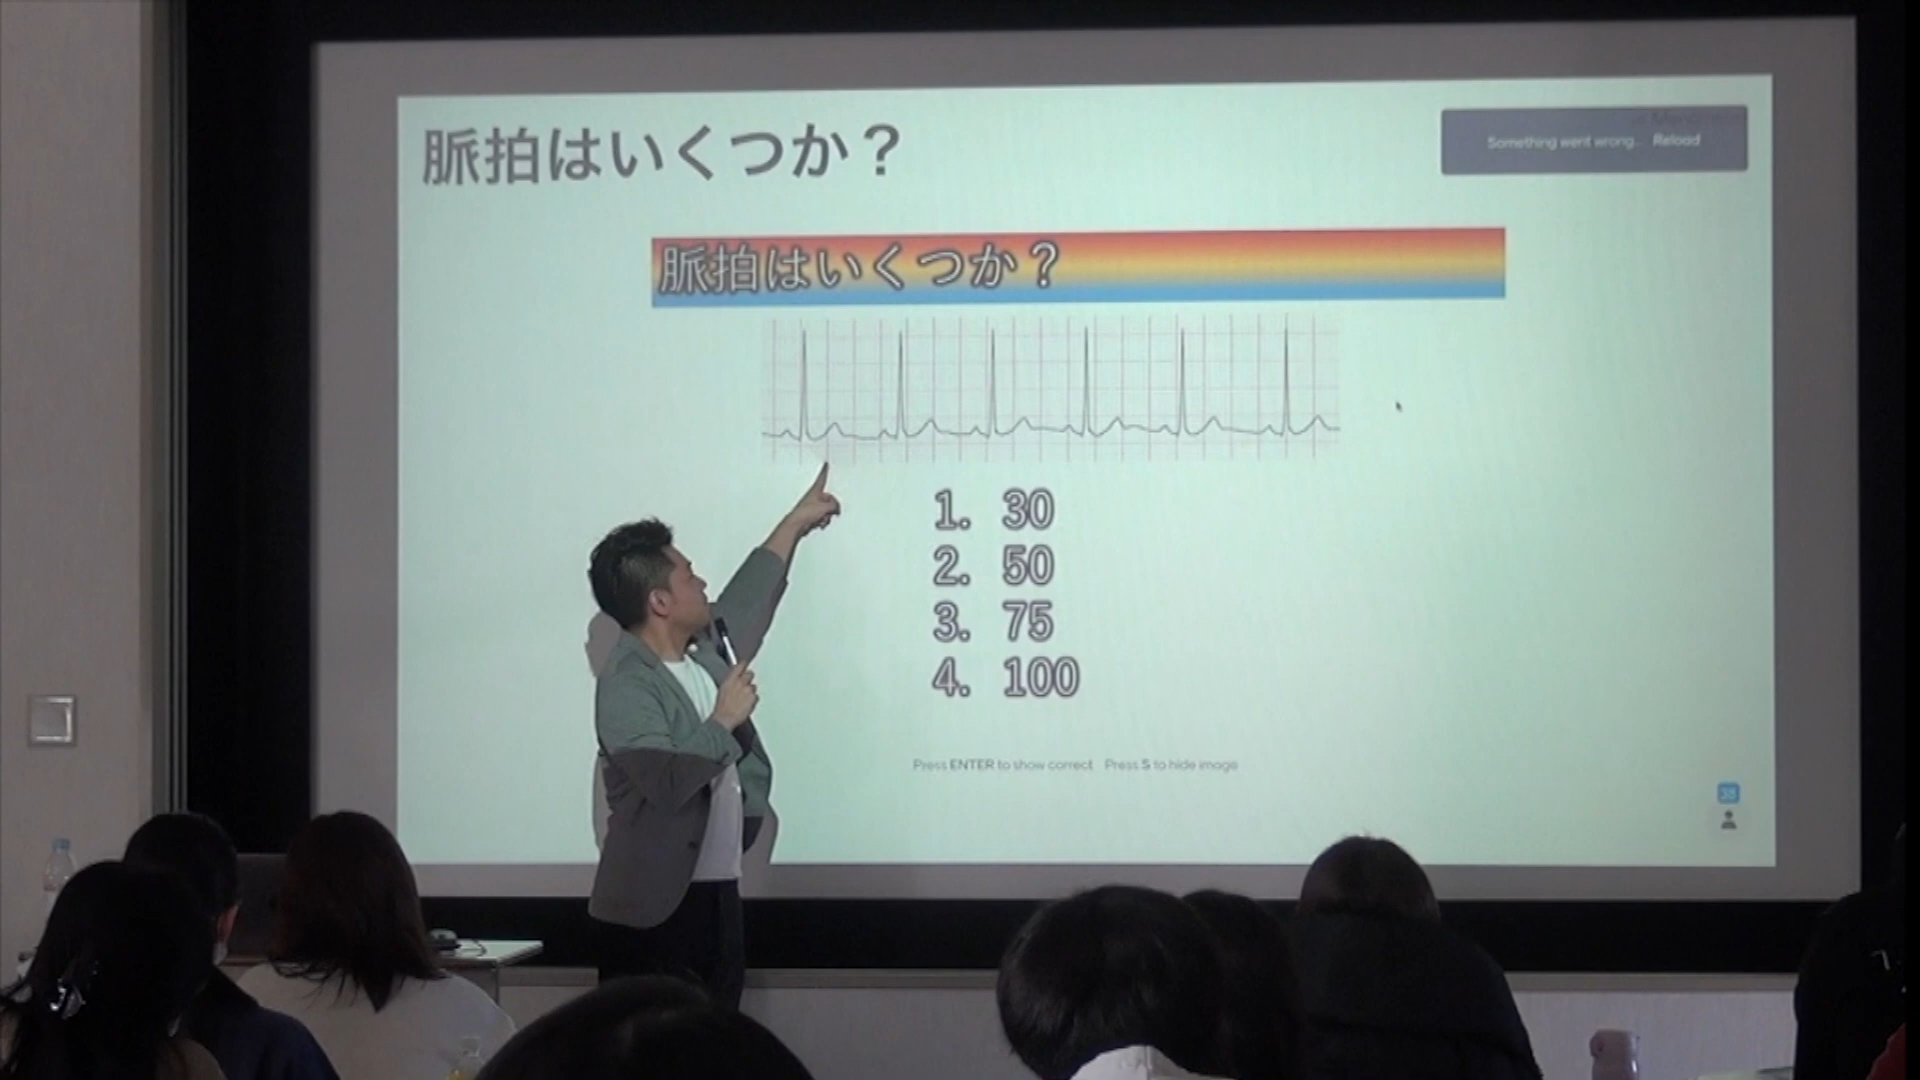 脈拍はいくつか？
Something went wrong... Reload
脈拍はいくつか？
1. 30
2. 50
3. 75
4. 100
Press ENTER to show correct Press S to hide image
38